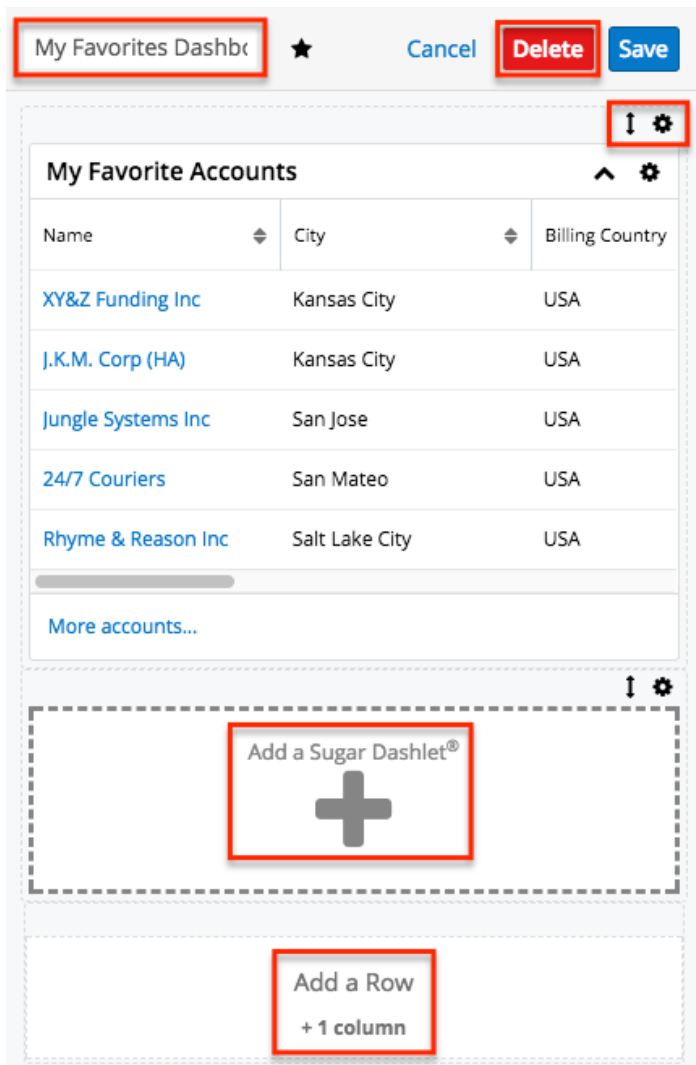 My Favorites Dashbc Cancel Delete Save
My Favorite Accounts
Name City Billing Country
XY&Z Funding Inc Kansas City USA
J.K.M. Corp (HA) Kansas City USA
Jungle Systems Inc San Jose USA
24/7 Couriers San Mateo USA
Rhyme & Reason Inc Salt Lake City USA
More accounts...
Add a Sugar Dashlet®
Add a Row
+ 1 column